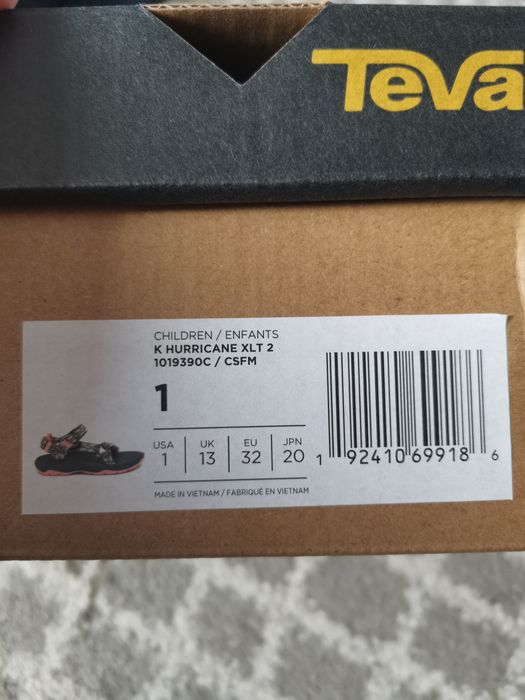 Teva
CHILDREN / ENFANTS
K HURRICANE XLT 2
1019390C / CSFM
1
USA UK EU JPN
1 13 32 20
1 92410 69918 6
MADE IN VIETNAM / FABRIQUÉ EN VIETNAM